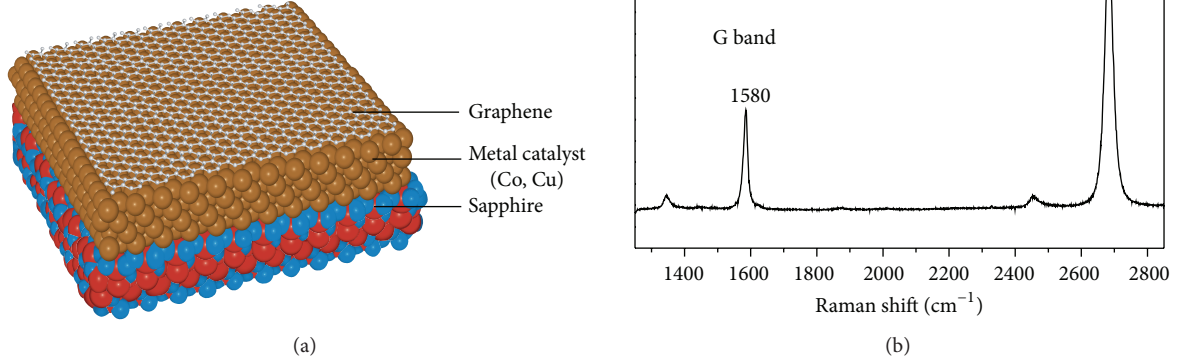 Graphene
Metal catalyst
(Co, Cu)
Sapphire
(a)
G band
1580
1400 1600 1800 2000 2200 2400 2600 2800
Raman shift (cm⁻¹)
(b)